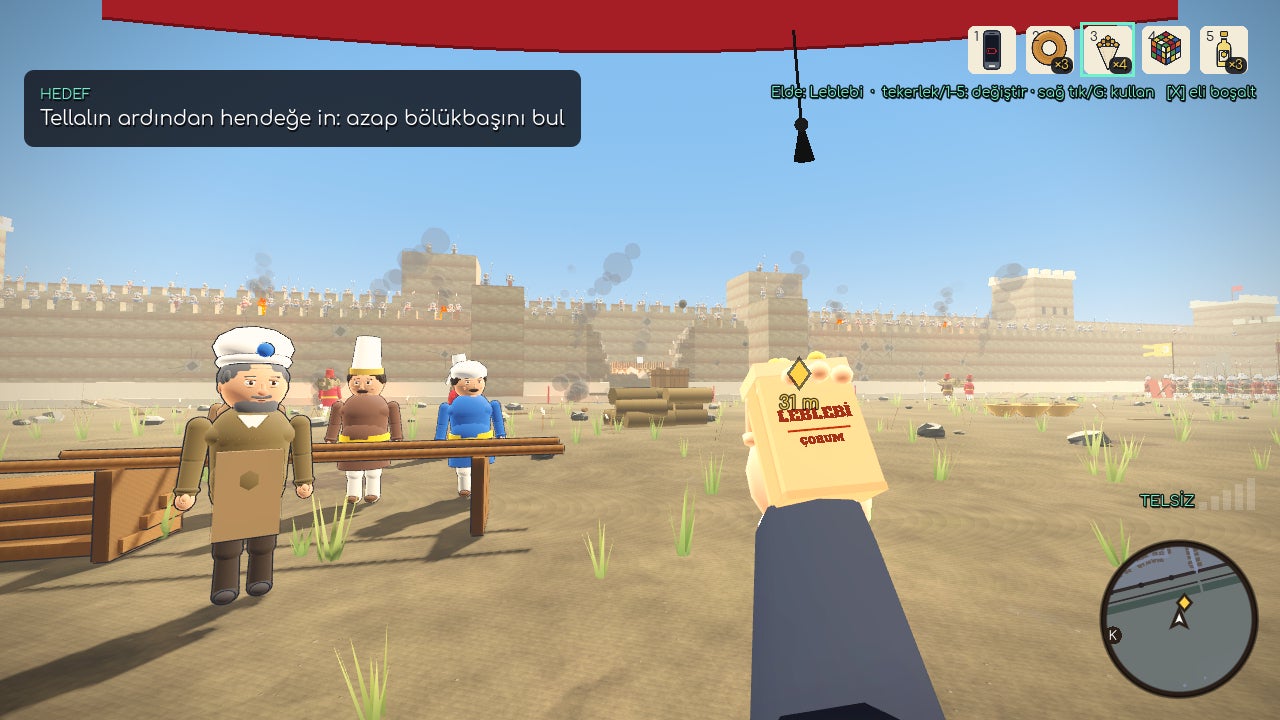 1
2
×3
3
×4
4
5
×3
Elde: Leblebi · tekerlek/1-5: değiştir · sağ tık/G: kullan [X] eli boşalt
HEDEF
Tellalın ardından hendeğe in: azap bölükbaşını bul
31 m
LEBLEBİ
ÇORUM
TELSİZ
K